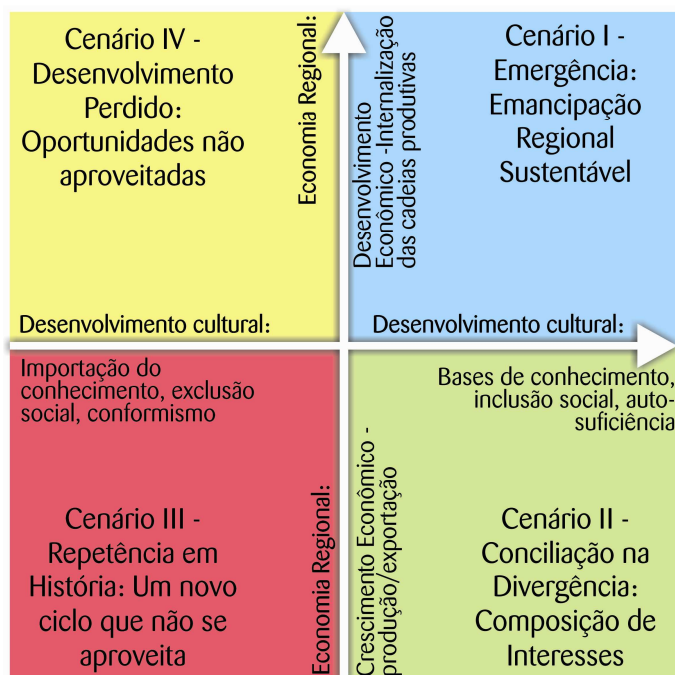 Cenário IV -
Desenvolvimento
Perdido:
Oportunidades não
aproveitadas
Economia Regional:
Desenvolvimento
Econômico -Internalização
das cadeias produtivas
Cenário I -
Emergência:
Emancipação
Regional
Sustentável
Desenvolvimento cultural:
Desenvolvimento cultural:
Importação do
conhecimento, exclusão
social, conformismo
Bases de conhecimento,
inclusão social, auto-
suficiência
Cenário III -
Repetência em
História: Um novo
ciclo que não se
aproveita
Economia Regional:
Crescimento Econômico -
produção/exportação
Cenário II -
Conciliação na
Divergência:
Composição de
Interesses